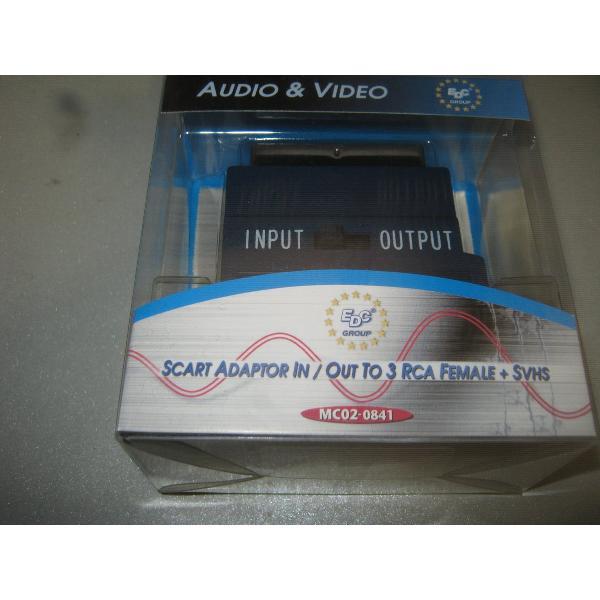 AUDIO & VIDEO
EDC
GROUP
INPUT OUTPUT
EDC®
GROUP
SCART ADAPTOR IN / OUT TO 3 RCA FEMALE + SVHS
MC02-0841